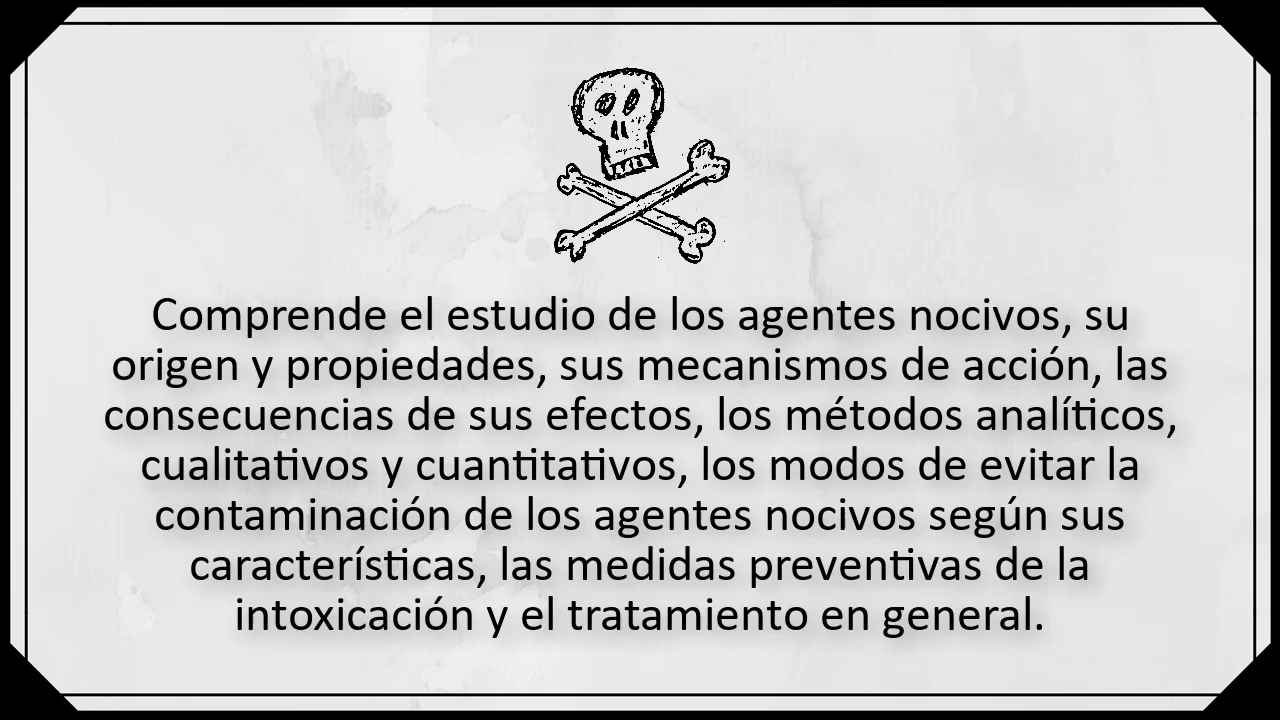 Comprende el estudio de los agentes nocivos, su
origen y propiedades, sus mecanismos de acción, las
consecuencias de sus efectos, los métodos analíticos,
cualitativos y cuantitativos, los modos de evitar la
contaminación de los agentes nocivos según sus
características, las medidas preventivas de la
intoxicación y el tratamiento en general.